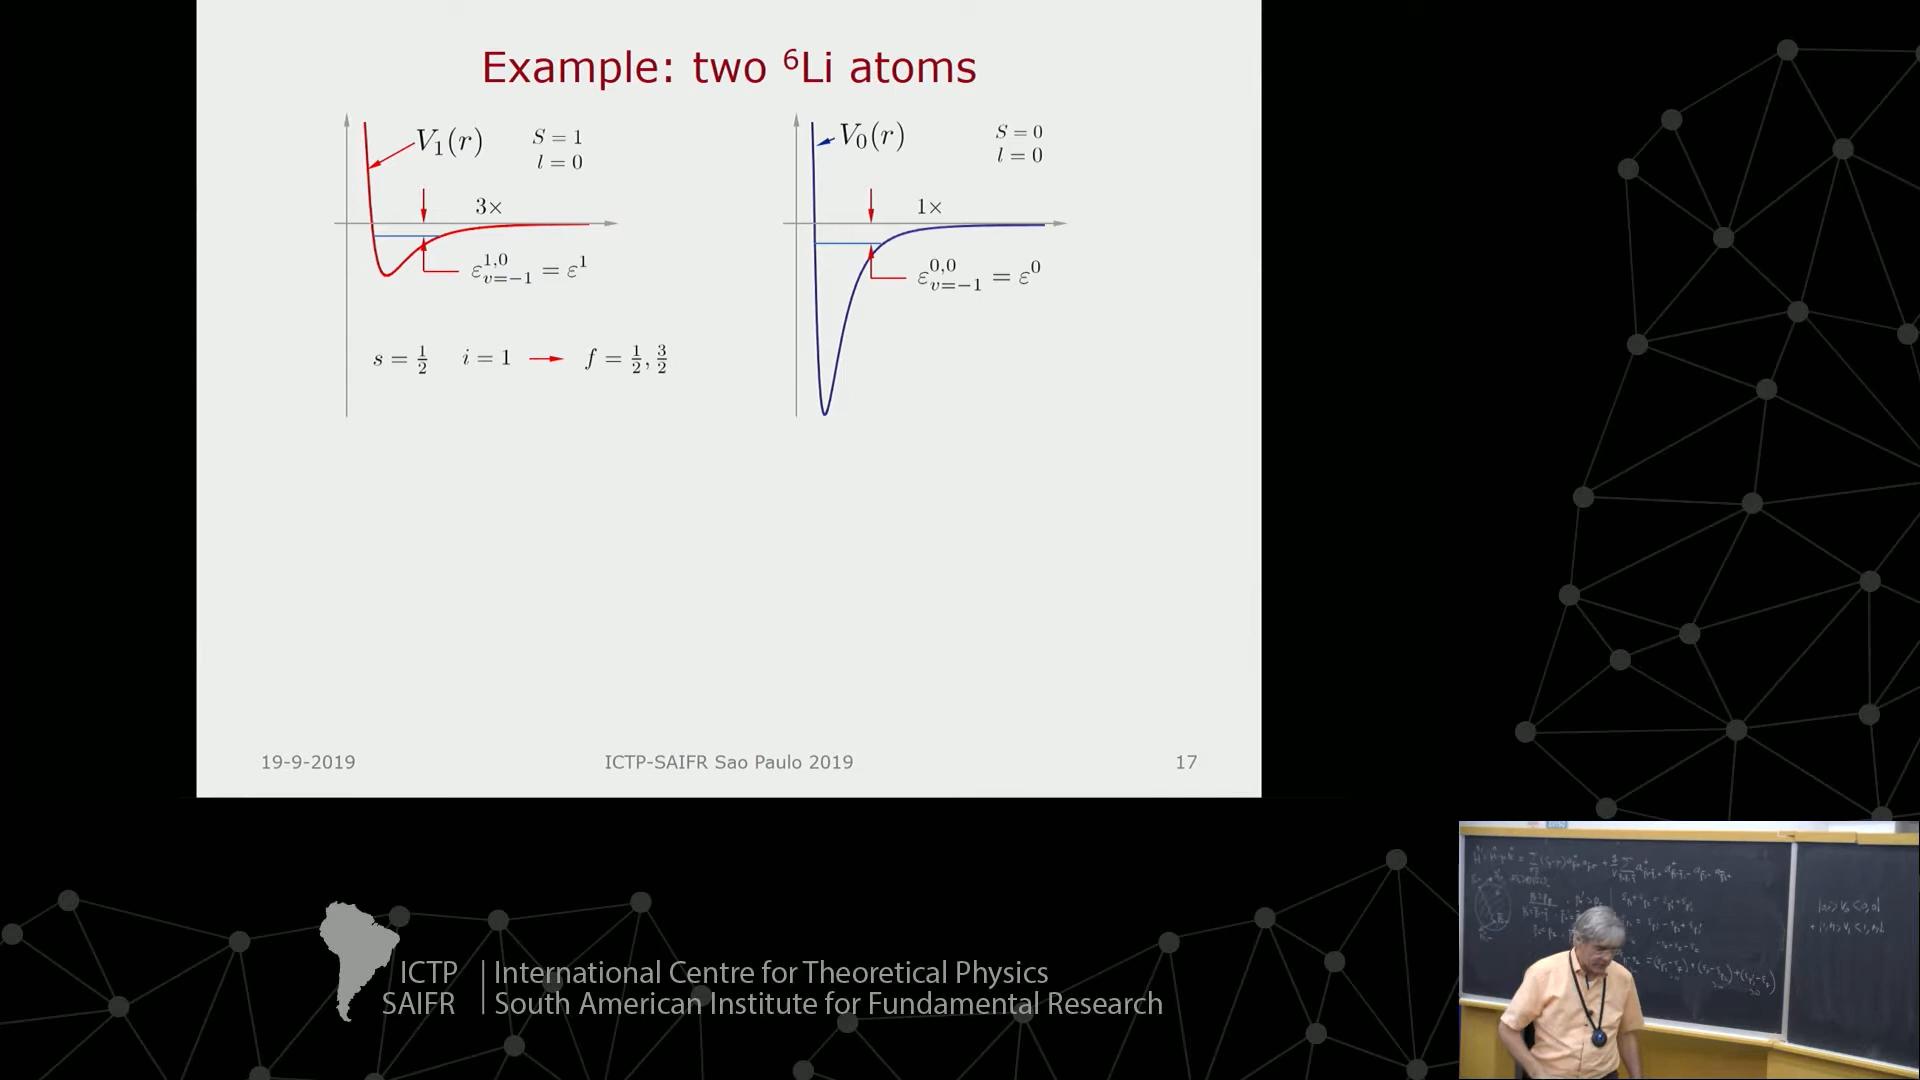 Example: two ⁶Li atoms
V₁(r)
S = 1
l = 0
3×
ε^{1,0}_{v=−1} = ε¹
V₀(r)
S = 0
l = 0
1×
ε^{0,0}_{v=−1} = ε⁰
s = 1/2 i = 1 → f = 1/2, 3/2
19-9-2019 ICTP-SAIFR Sao Paulo 2019 17
ICTP
SAIFR
International Centre for Theoretical Physics
South American Institute for Fundamental Research